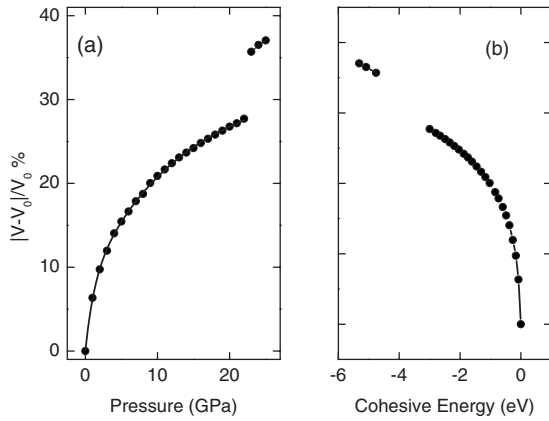 (a)
(b)
40
30
20
10
0
|V-V₀|/V₀ %
0
10
20
-6
-4
-2
0
Pressure (GPa)
Cohesive Energy (eV)